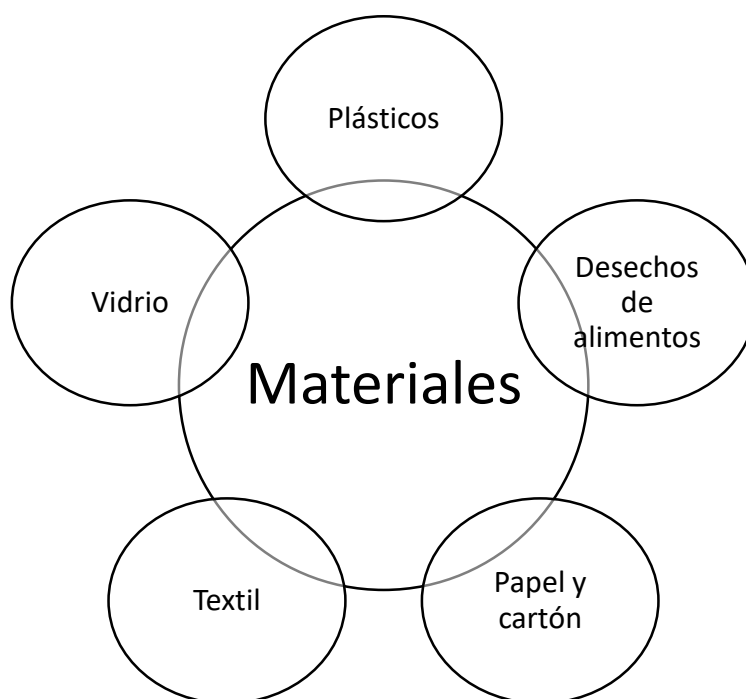 Plásticos
Desechos
de
alimentos
Papel y
cartón
Textil
Vidrio
Materiales